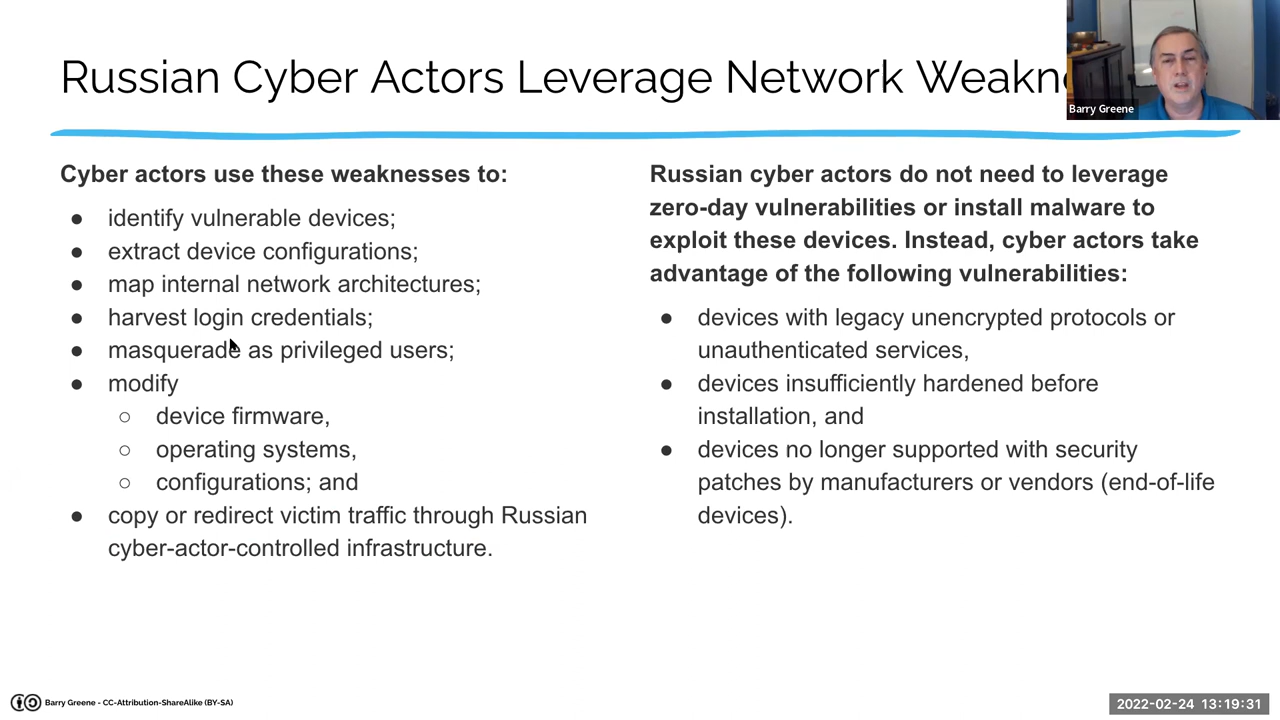 Russian Cyber Actors Leverage Network
Barry Greene
Cyber actors use these weaknesses to:
● identify vulnerable devices;
● extract device configurations;
● map internal network architectures;
● harvest login credentials;
● masquerade as privileged users;
● modify
○ device firmware,
○ operating systems,
○ configurations; and
● copy or redirect victim traffic through Russian
cyber-actor-controlled infrastructure.
Russian cyber actors do not need to leverage
zero-day vulnerabilities or install malware to
exploit these devices. Instead, cyber actors take
advantage of the following vulnerabilities:
● devices with legacy unencrypted protocols or
unauthenticated services,
● devices insufficiently hardened before
installation, and
● devices no longer supported with security
patches by manufacturers or vendors (end-of-life
devices).
Barry Greene - CC-Attribution-ShareAlike (BY-SA)
2022-02-24 13:19:31